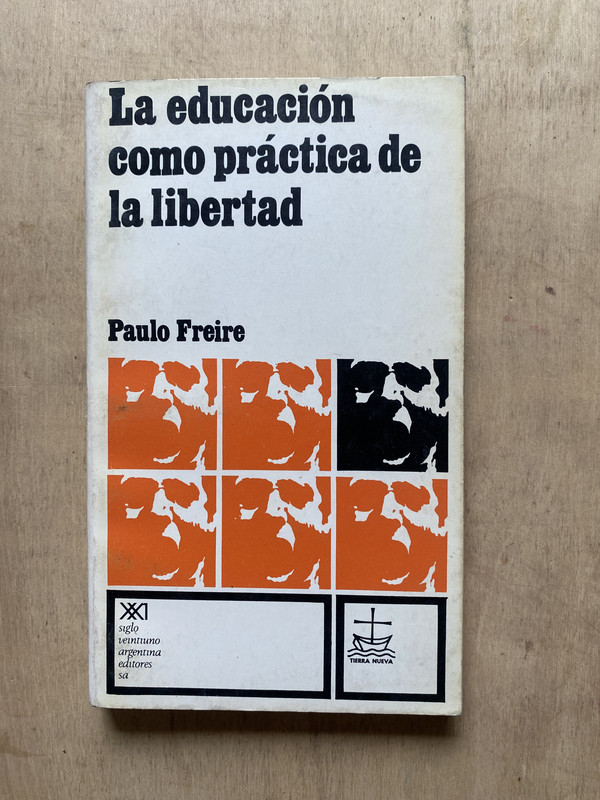 La educación
como práctica de
la libertad
Paulo Freire
XXI
siglo
veintiuno
argentina
editores
sa
TIERRA NUEVA